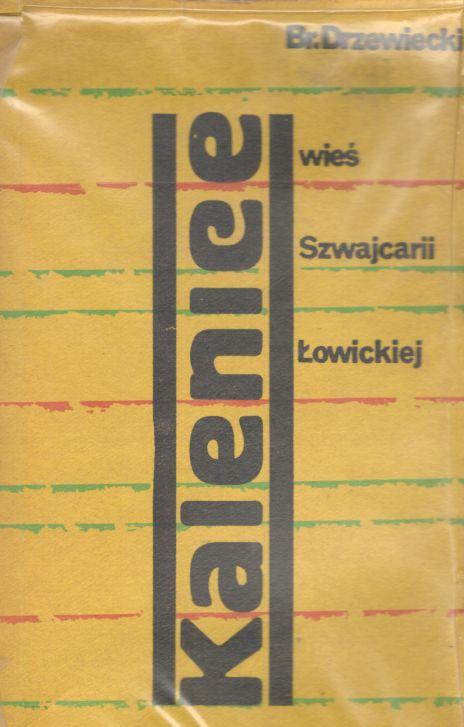 Br. Drzewiecki
Kalenice
wieś
Szwajcarii
Łowickiej